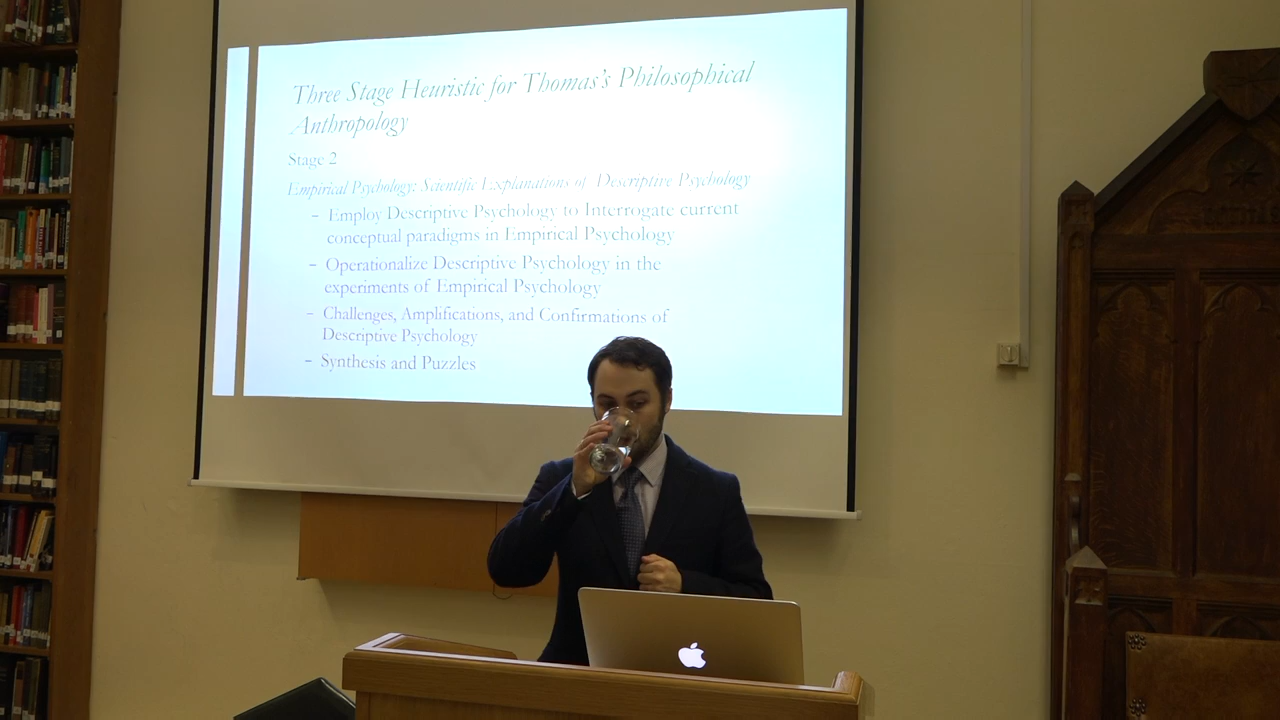 Three Stage Heuristic for Thomas's Philosophical
Anthropology
Stage 2
Empirical Psychology: Scientific Explanations of Descriptive Psychology
– Employ Descriptive Psychology to Interrogate current
conceptual paradigms in Empirical Psychology
– Operationalize Descriptive Psychology in the
experiments of Empirical Psychology
– Challenges, Amplifications, and Confirmations of
Descriptive Psychology
– Synthesis and Puzzles